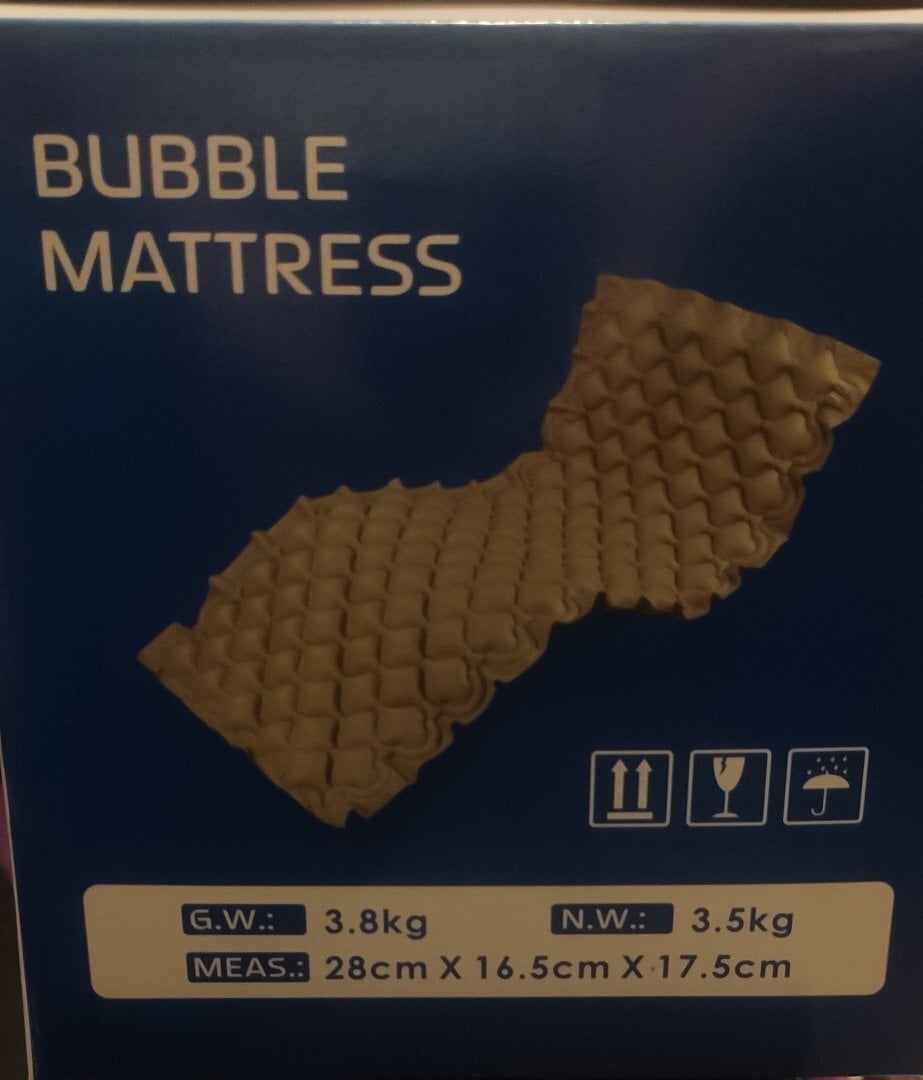 BUBBLE
MATTRESS
G.W.: 3.8kg N.W.: 3.5kg
MEAS.: 28cm X 16.5cm X 17.5cm